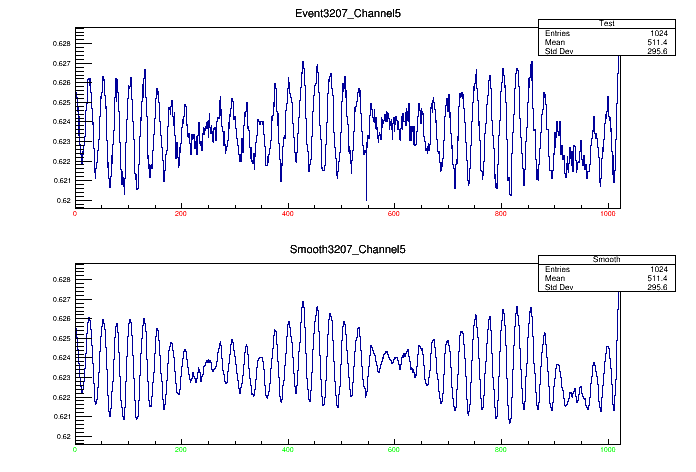 Event3207_Channel5
Test
Entries 1024
Mean 511.4
Std Dev 295.6
0.628
0.627
0.626
0.625
0.624
0.623
0.622
0.621
0.62
0 200 400 600 800 1000
Smooth3207_Channel5
Smooth
Entries 1024
Mean 511.4
Std Dev 295.6
0.628
0.627
0.626
0.625
0.624
0.623
0.622
0.621
0.62
0 200 400 600 800 1000